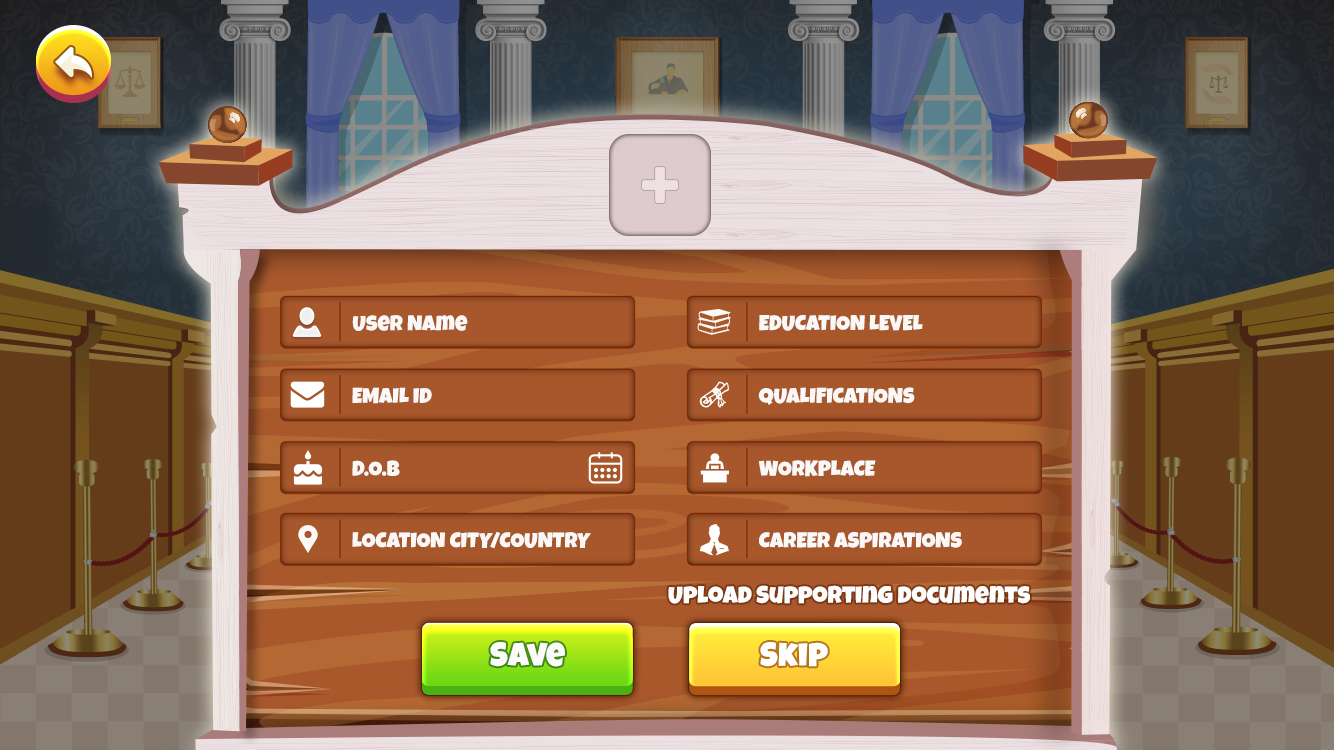 USER NAME
EDUCATION LEVEL
EMAIL ID
QUALIFICATIONS
D.O.B
WORKPLACE
LOCATION CITY/COUNTRY
CAREER ASPIRATIONS
UPLOAD SUPPORTING DOCUMENTS
SAVE
SKIP